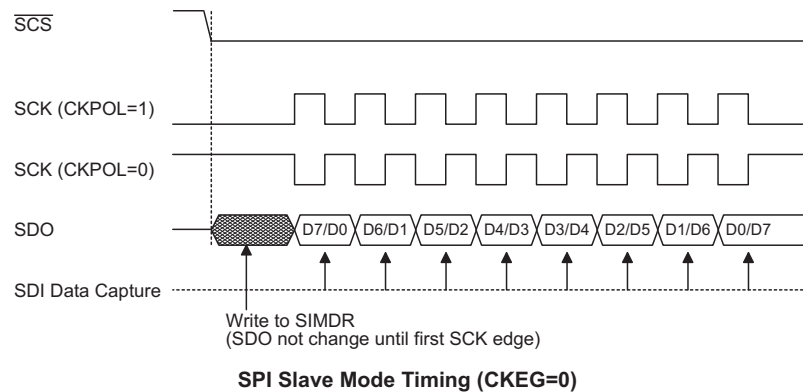 SCS
SCK (CKPOL=1)
SCK (CKPOL=0)
SDO
D7/D0 D6/D1 D5/D2 D4/D3 D3/D4 D2/D5 D1/D6 D0/D7
SDI Data Capture
Write to SIMDR
(SDO not change until first SCK edge)
SPI Slave Mode Timing (CKEG=0)